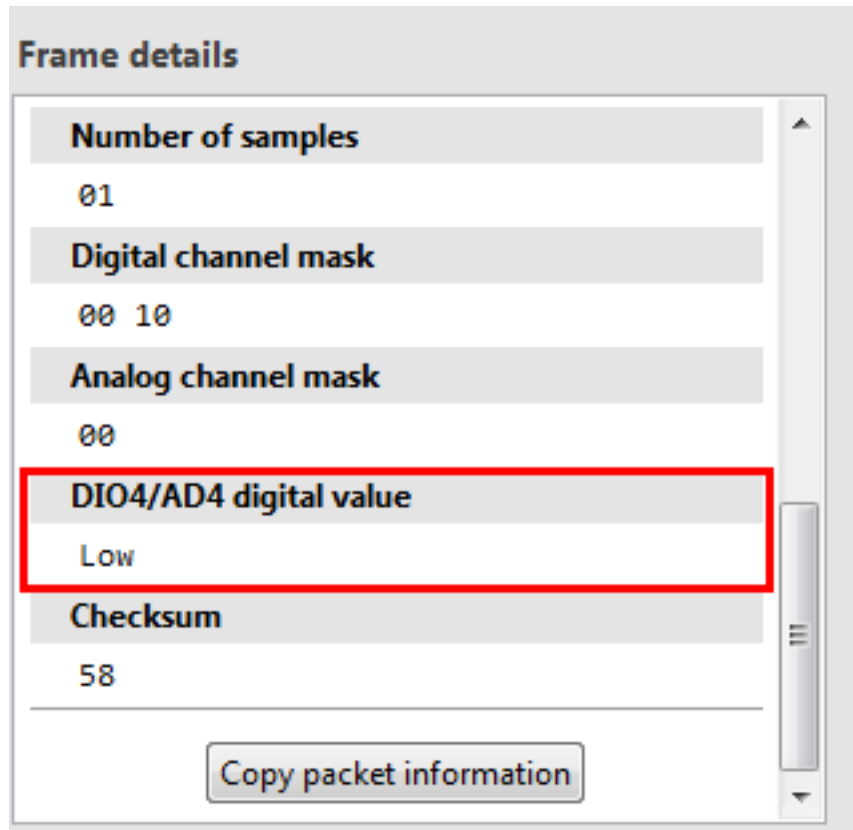 Frame details
Number of samples
01
Digital channel mask
00 10
Analog channel mask
00
DIO4/AD4 digital value
Low
Checksum
58
Copy packet information